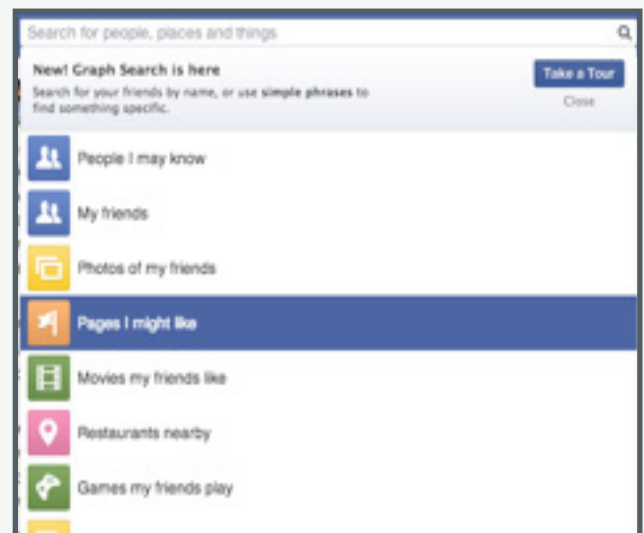 Search for people, places and things
New! Graph Search is here
Search for your friends by name, or use simple phrases to
find something specific.
Take a Tour
Close
People I may know
My friends
Photos of my friends
Pages I might like
Movies my friends like
Restaurants nearby
Games my friends play